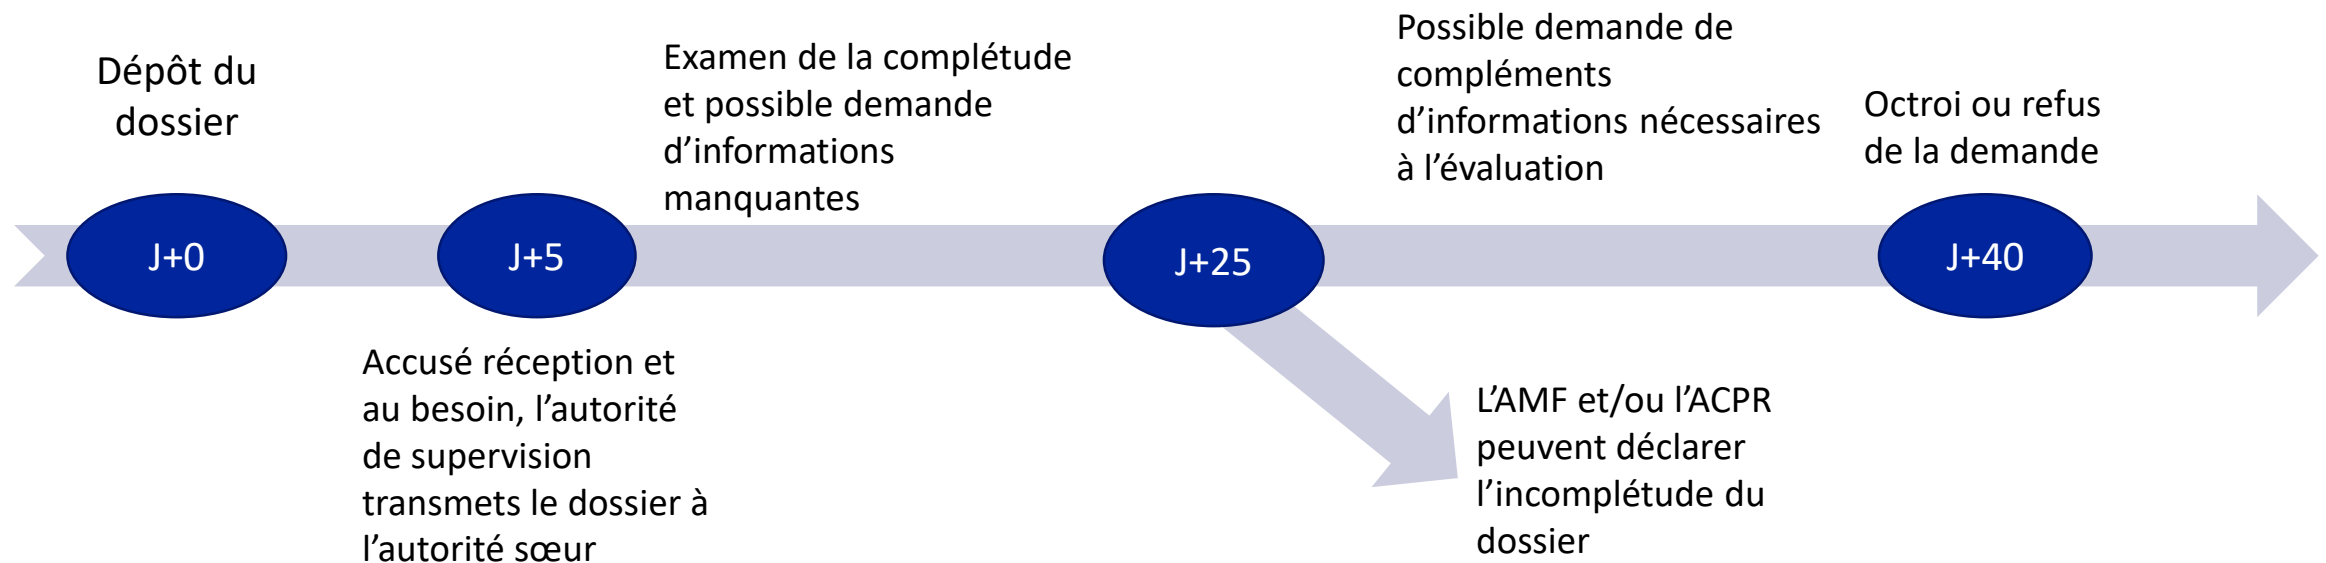 Dépôt du
dossier
Examen de la complétude
et possible demande
d’informations
manquantes
Possible demande de
compléments
d’informations nécessaires
à l’évaluation
Octroi ou refus
de la demande
J+0
J+5
J+25
J+40
Accusé réception et
au besoin, l’autorité
de supervision
transmets le dossier à
l’autorité sœur
L’AMF et/ou l’ACPR
peuvent déclarer
l’incomplétude du
dossier